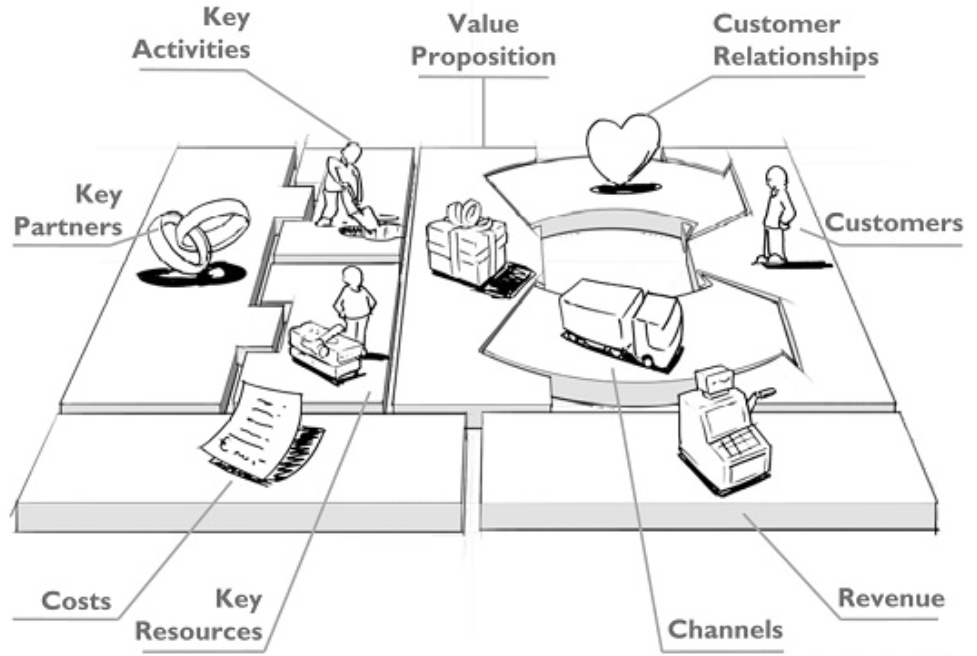 Key
Activities
Value
Proposition
Customer
Relationships
Key
Partners
Customers
Costs
Key
Resources
Channels
Revenue